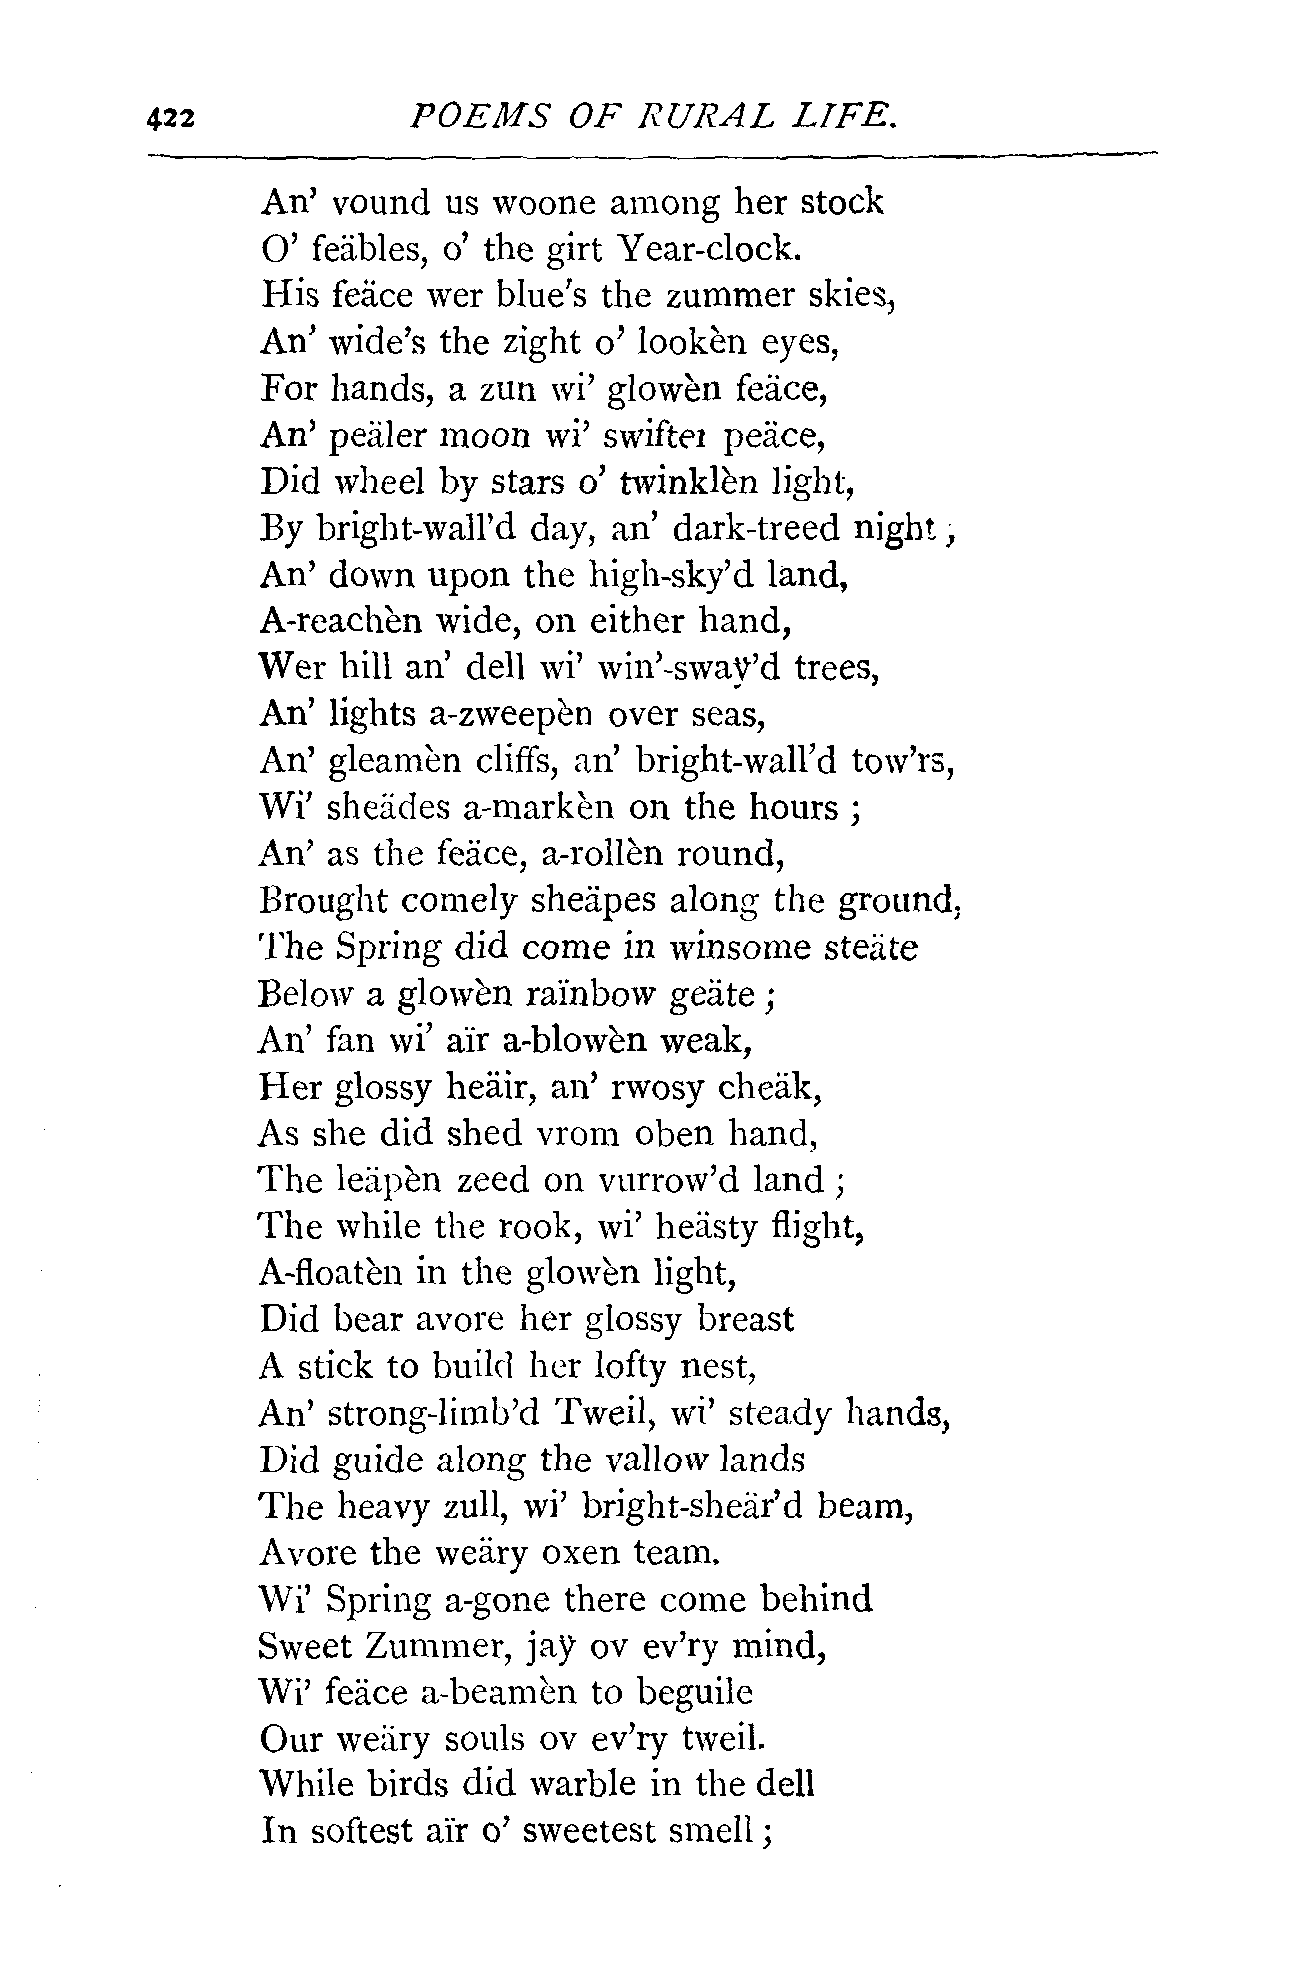 422 POEMS OF RURAL LIFE.
An' vound us woone among her stock
O' feäbles, o' the girt Year-clock.
His feäce wer blue's the zummer skies,
An' wide's the zight o' lookèn eyes,
For hands, a zun wi' glowèn feäce,
An' peäler moon wi' swifter peäce,
Did wheel by stars o' twinklèn light,
By bright-wall'd day, an' dark-treed night;
An' down upon the high-sky'd land,
A-reachèn wide, on either hand,
Wer hill an' dell wi' win'-swaÿ'd trees,
An' lights a-zweepèn over seas,
An' gleamèn cliffs, an' bright-wall'd tow'rs,
Wi' sheädes a-markèn on the hours;
An' as the feäce, a-rollèn round,
Brought comely sheäpes along the ground,
The Spring did come in winsome steäte
Below a glowèn raïnbow geäte;
An' fan wi' aïr a-blowèn weak,
Her glossy heäir, an' rwosy cheäk,
As she did shed vrom oben hand,
The leäpèn zeed on vurrow'd land;
The while the rook, wi' heästy flight,
A-floatèn in the glowèn light,
Did bear avore her glossy breast
A stick to build her lofty nest,
An' strong-limb'd Tweil, wi' steady hands,
Did guide along the vallow lands
The heavy zull, wi' bright-sheär'd beam,
Avore the weäry oxen team.
Wi' Spring a-gone there come behind
Sweet Zummer, jaÿ ov ev'ry mind,
Wi' feäce a-beamèn to beguile
Our weäry souls ov ev'ry tweil.
While birds did warble in the dell
In softest aïr o' sweetest smell;